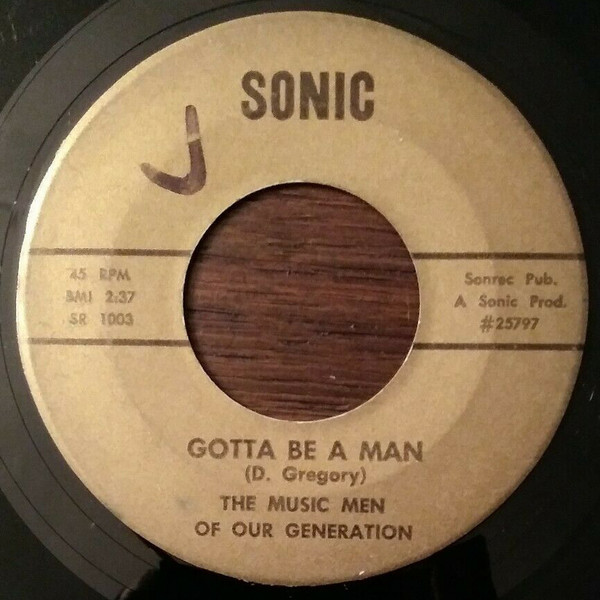 SONIC
45 RPM
BMI 2:37
SR 1003
Sonrec Pub.
A Sonic Prod.
#25797
GOTTA BE A MAN
(D. Gregory)
THE MUSIC MEN
OF OUR GENERATION